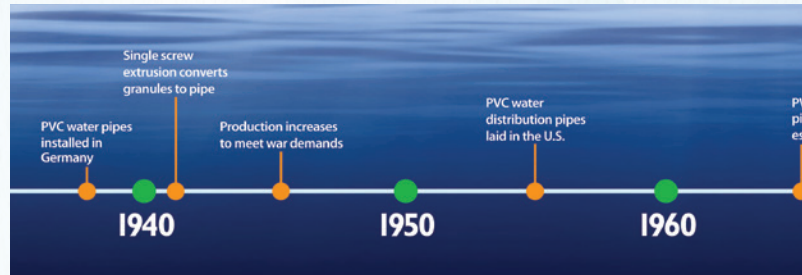 Single screw
extrusion converts
granules to pipe
PVC water pipes
installed in
Germany
Production increases
to meet war demands
PVC water
distribution pipes
laid in the U.S.
1940
1950
1960